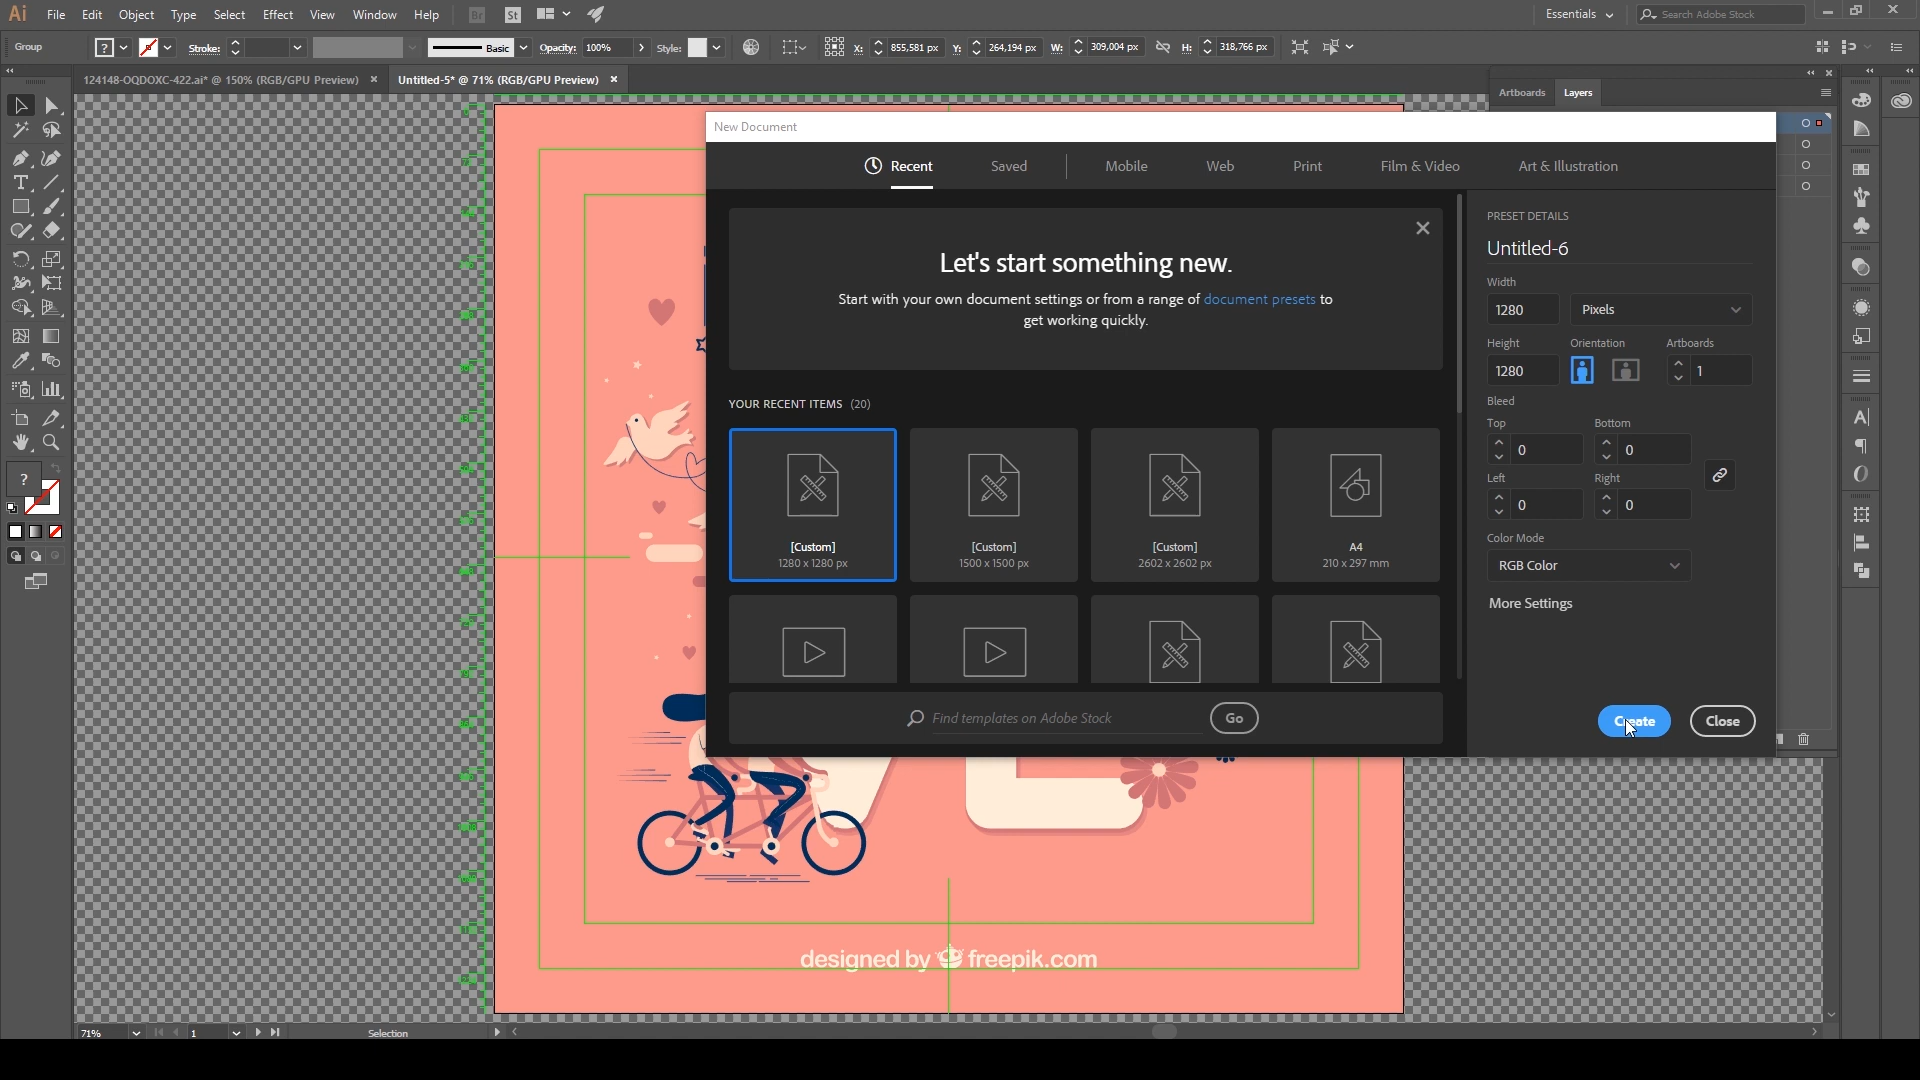 Ai File Edit Object Type Select Effect View Window Help Br St Essentials Search Adobe Stock
Group ? Stroke: Basic Opacity: 100% Style: X: 855,581 px Y: 264,194 px W: 309,004 px H: 318,766 px
124148-OQDOXC-422.ai* @ 150% (RGB/GPU Preview) Untitled-5* @ 71% (RGB/GPU Preview)
Artboards Layers
New Document
Recent Saved Mobile Web Print Film & Video Art & Illustration
Let's start something new.
Start with your own document settings or from a range of document presets to
get working quickly.
YOUR RECENT ITEMS (20)
[Custom]
1280 x 1280 px
[Custom]
1500 x 1500 px
[Custom]
2602 x 2602 px
A4
210 x 297 mm
Find templates on Adobe Stock Go
PRESET DETAILS
Untitled-6
Width
1280 Pixels
Height Orientation Artboards
1280 1
Bleed
Top Bottom
0 0
Left Right
0 0
Color Mode
RGB Color
More Settings
Create Close
?
designed by freepik.com
71% 1 Selection